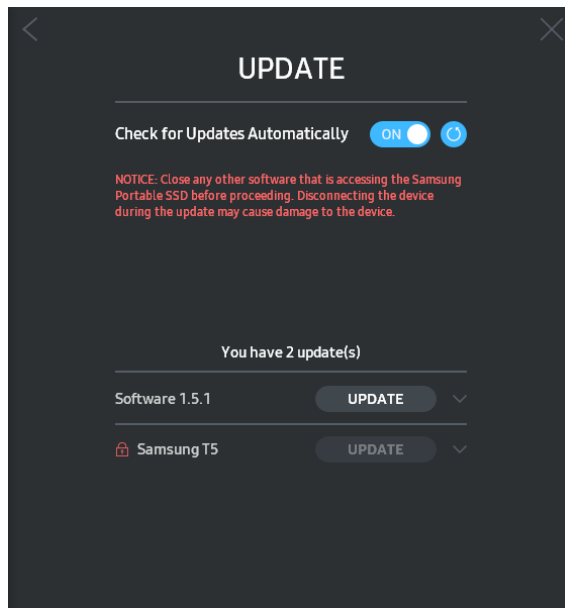 UPDATE
Check for Updates Automatically ON
NOTICE: Close any other software that is accessing the Samsung
Portable SSD before proceeding. Disconnecting the device
during the update may cause damage to the device.
You have 2 update(s)
Software 1.5.1 UPDATE
Samsung T5 UPDATE